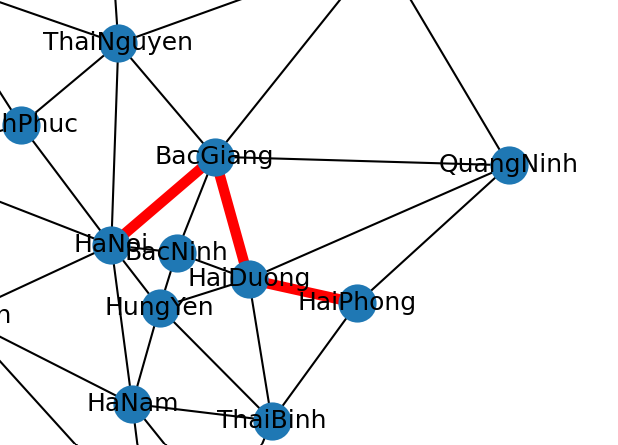 ThaiNguyen
hPhuc
BacGiang
QuangNinh
HaNoi
BacNinh
HaiDuong
HungYen
HaiPhong
n
HaNam
ThaiBinh